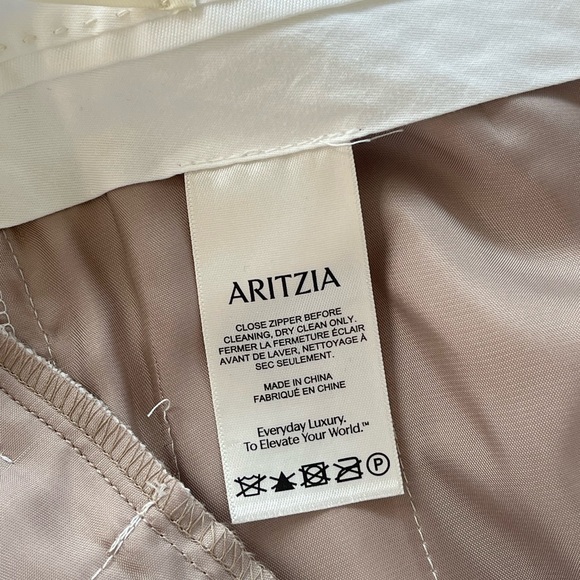 ARITZIA
CLOSE ZIPPER BEFORE
CLEANING, DRY CLEAN ONLY.
FERMER LA FERMETURE ÉCLAIR
AVANT DE LAVER, NETTOYAGE À
SEC SEULEMENT.
MADE IN CHINA
FABRIQUÉ EN CHINE
Everyday Luxury.
To Elevate Your World.™
P